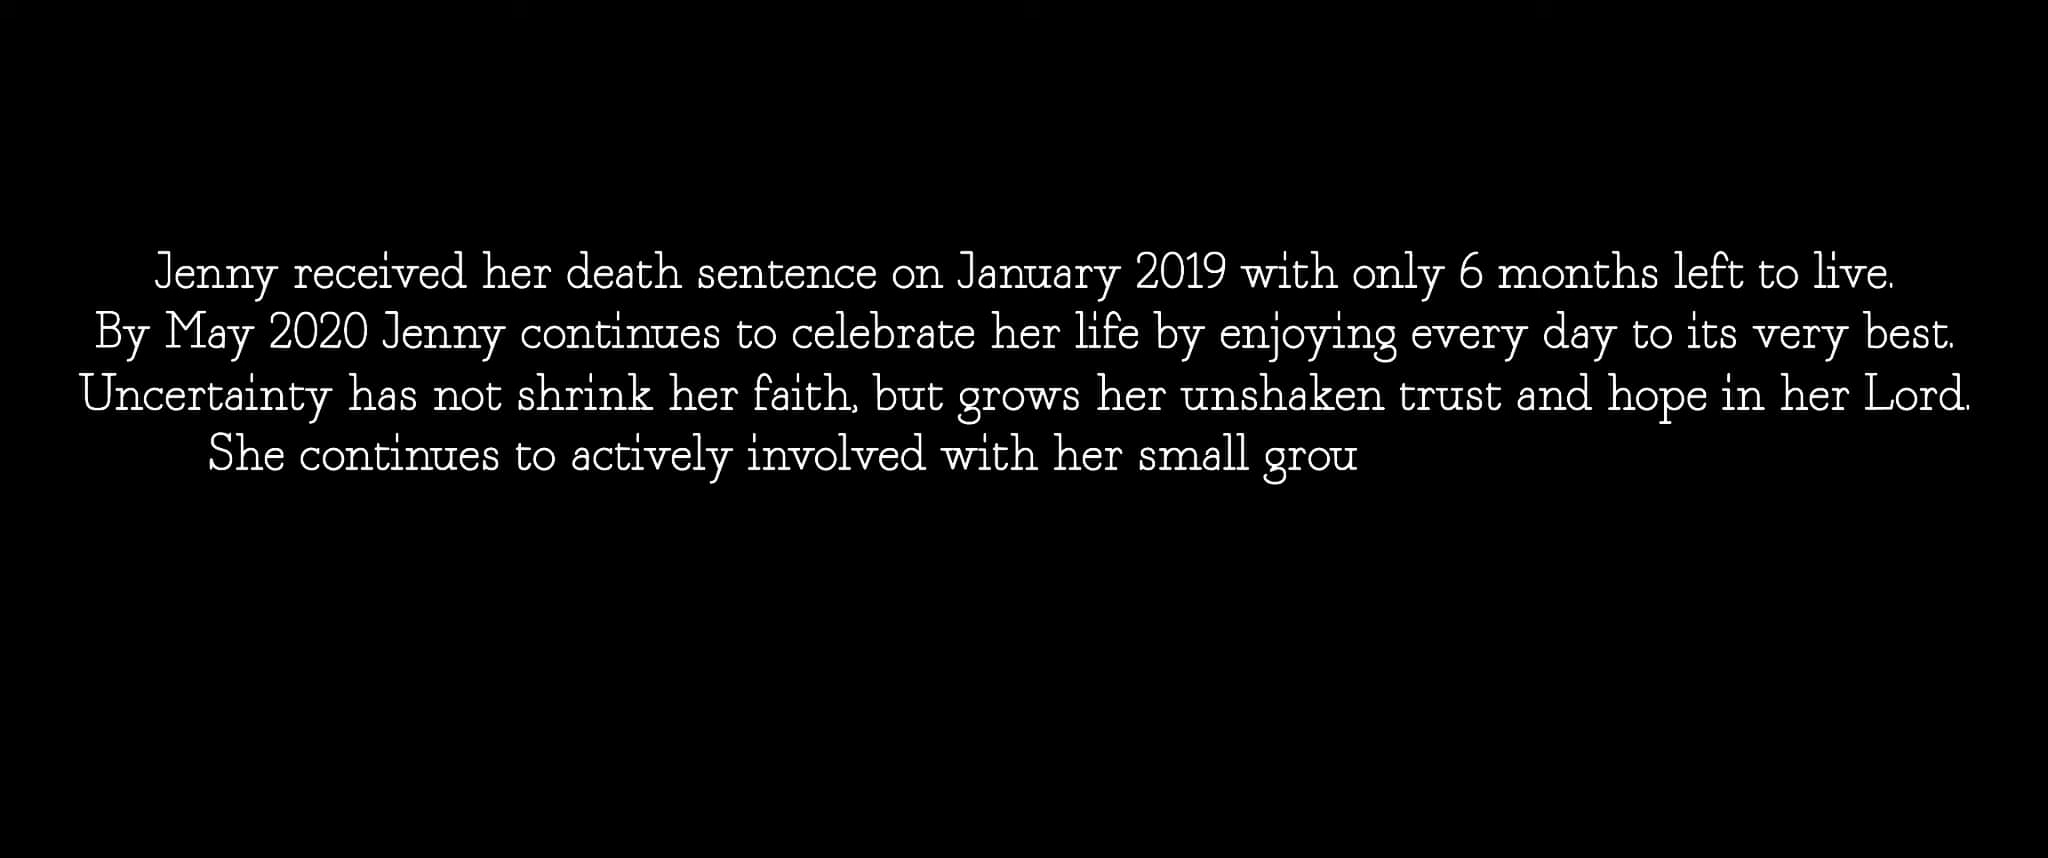 Jenny received her death sentence on January 2019 with only 6 months left to live.
By May 2020 Jenny continues to celebrate her life by enjoying every day to its very best.
Uncertainty has not shrink her faith, but grows her unshaken trust and hope in her Lord.
She continues to actively involved with her small grou